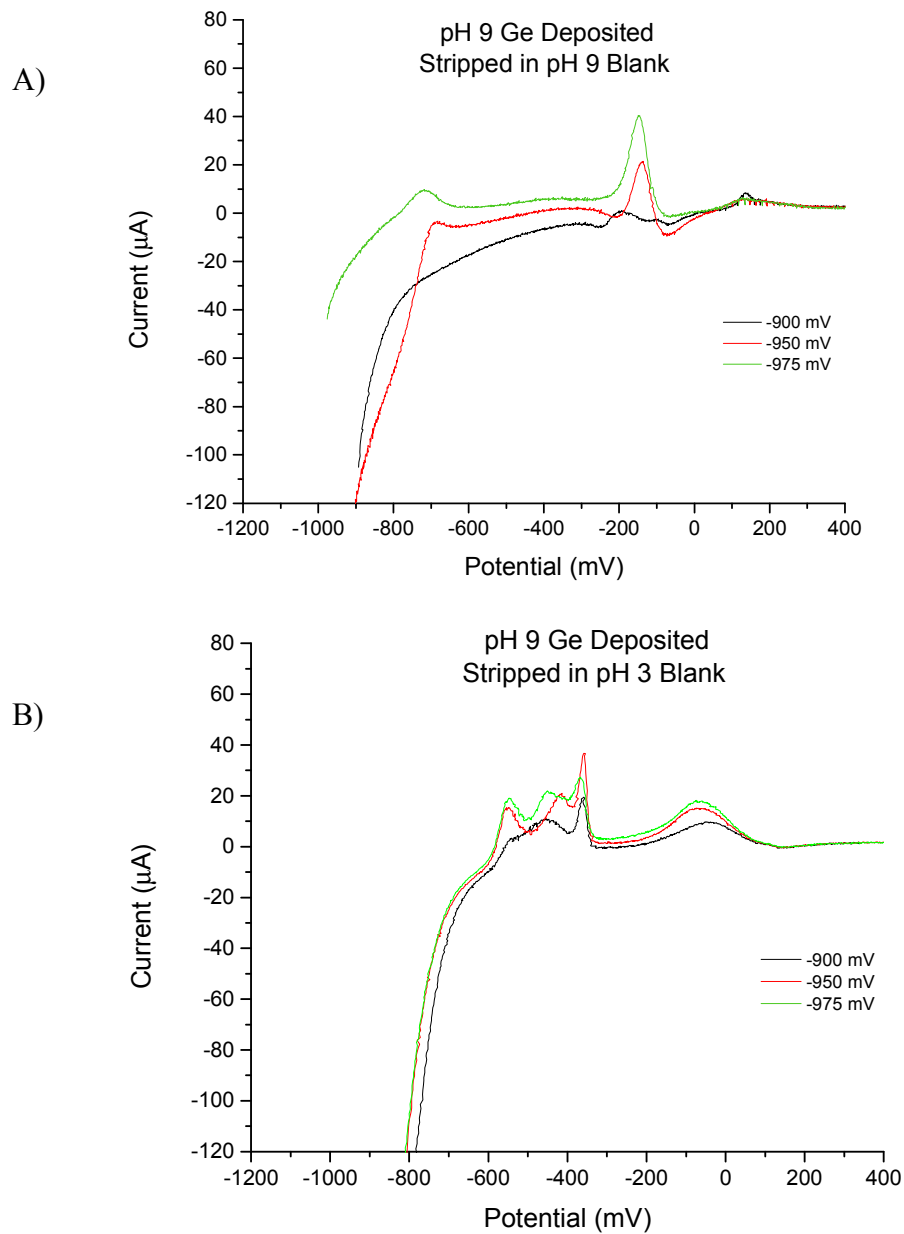 A)
pH 9 Ge Deposited
Stripped in pH 9 Blank
80
60
40
20
0
-20
-40
-60
-80
-100
-120
Current (µA)
-900 mV
-950 mV
-975 mV
-1200 -1000 -800 -600 -400 -200 0 200 400
Potential (mV)
B)
pH 9 Ge Deposited
Stripped in pH 3 Blank
80
60
40
20
0
-20
-40
-60
-80
-100
-120
Current (µA)
-900 mV
-950 mV
-975 mV
-1200 -1000 -800 -600 -400 -200 0 200 400
Potential (mV)